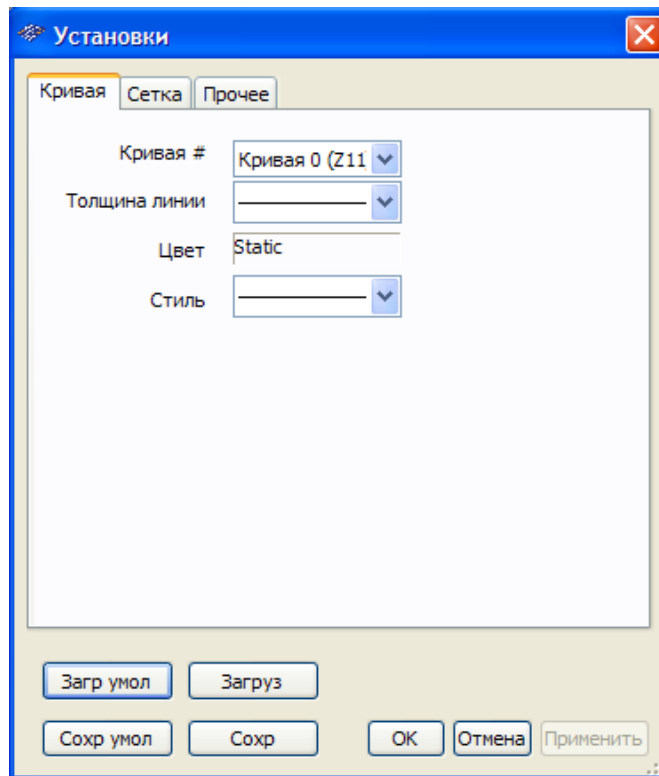 Установки
Кривая Сетка Прочее
Кривая # Кривая 0 (Z11)
Толщина линии
Цвет Static
Стиль
Загр умол Загруз
Сохр умол Сохр OK Отмена Применить